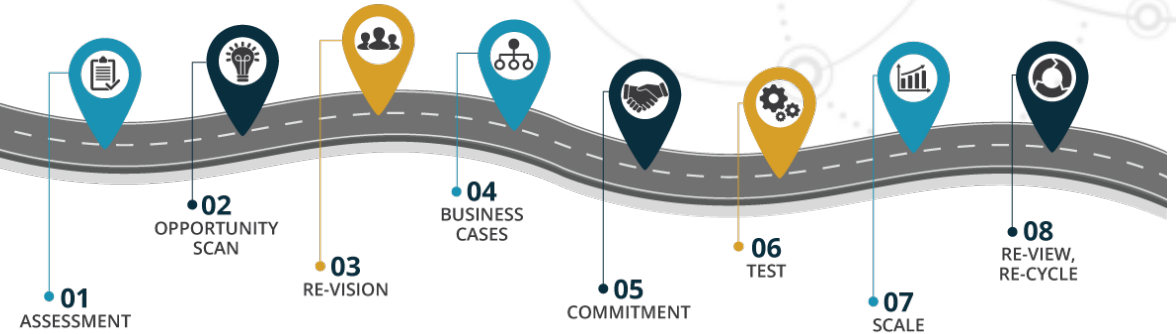 01
ASSESSMENT
02
OPPORTUNITY
SCAN
03
RE-VISION
04
BUSINESS
CASES
05
COMMITMENT
06
TEST
07
SCALE
08
RE-VIEW,
RE-CYCLE